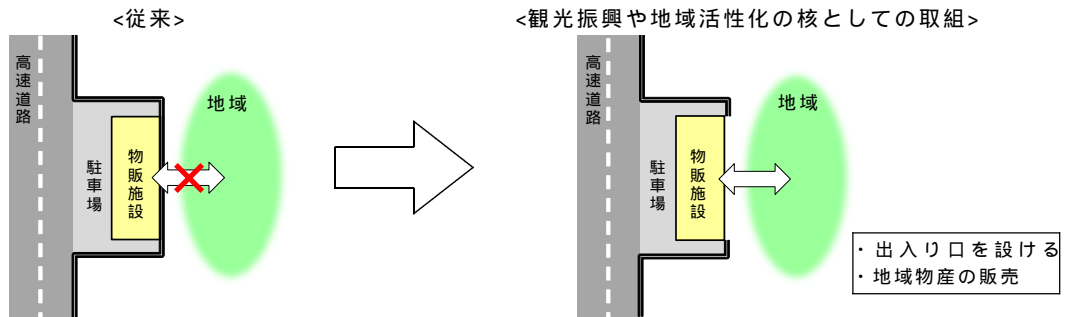 <従来>
<観光振興や地域活性化の核としての取組>
高速道路
地域
物販施設
駐車場
高速道路
地域
物販施設
駐車場
・出入り口を設ける
・地域物産の販売